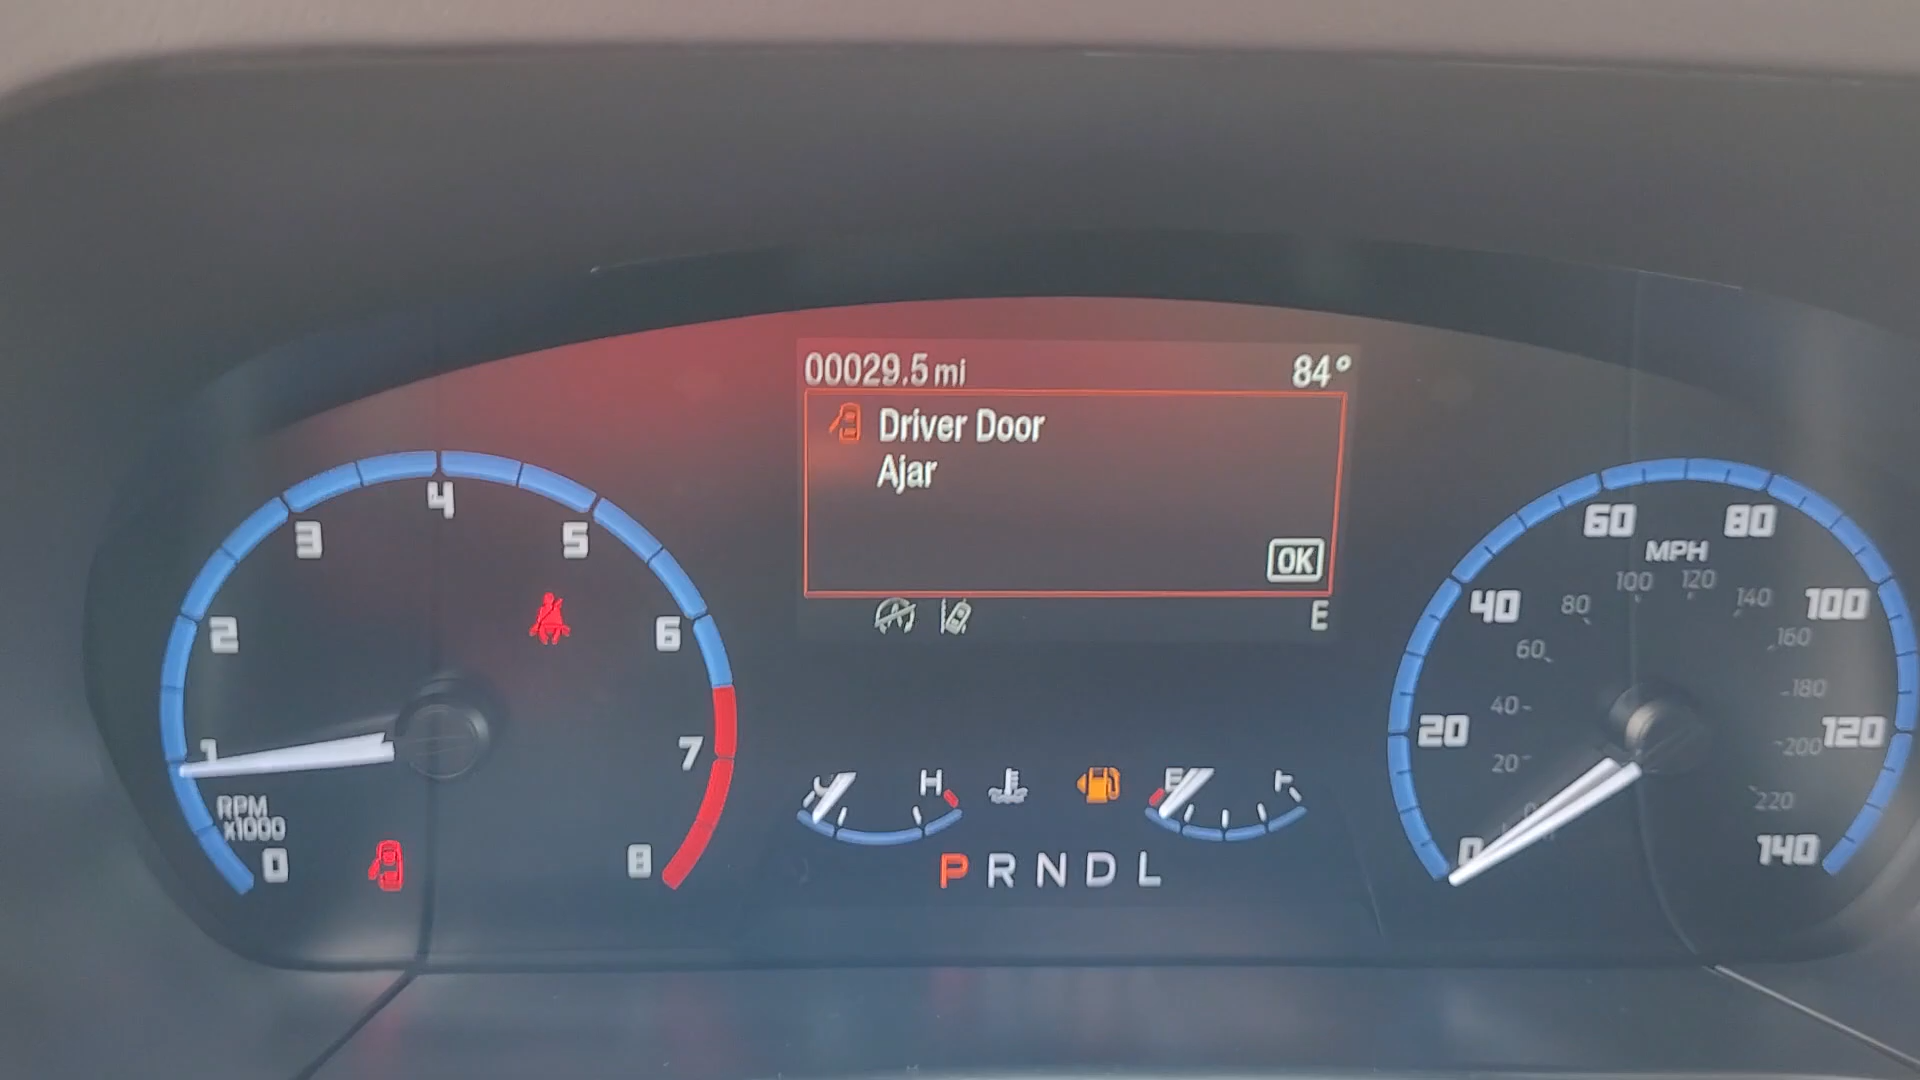 00029.5 mi 84°
Driver Door
Ajar
OK
E
0 1 2 3 4 5 6 7 8
RPM
x1000
C H
E F
P R N D L
0 20 40 60 80 100 120 140
MPH
0 20 40 60 80 100 120 140 160 180 200 220